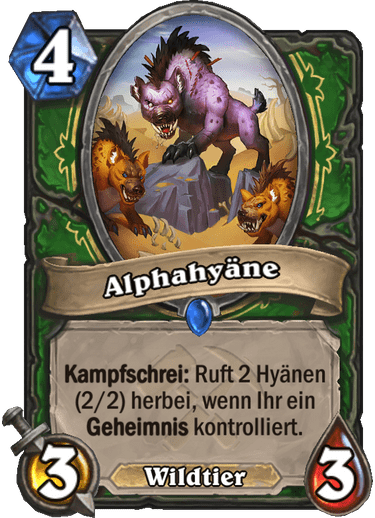 4
Alphahyäne
Kampfschrei: Ruft 2 Hyänen
(2/2) herbei, wenn Ihr ein
Geheimnis kontrolliert.
3
Wildtier
3